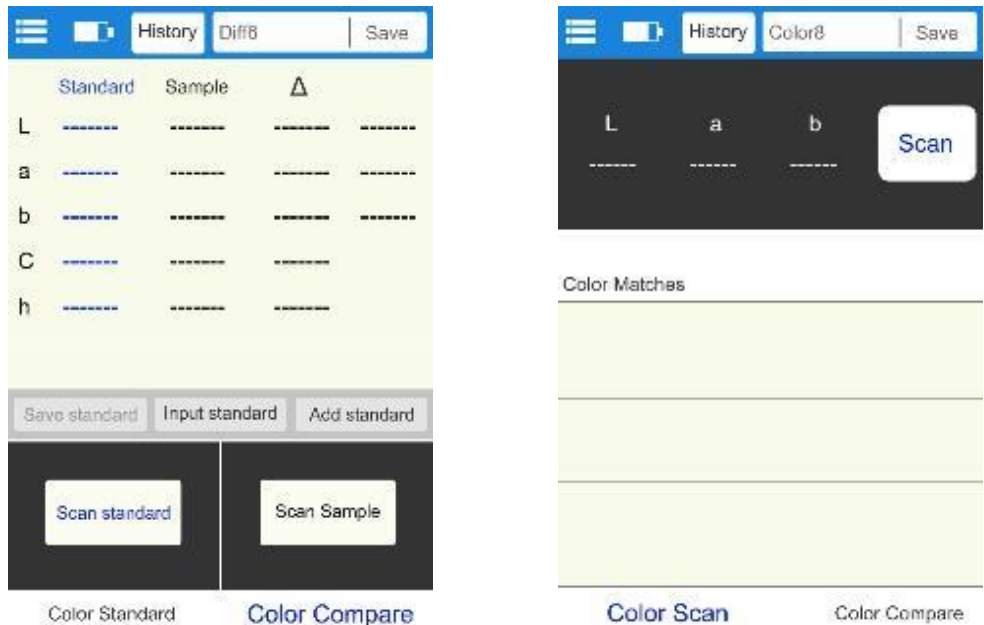 History Diff6 Save
Standard Sample Δ
L ------- ------- ------- -------
a ------- ------- ------- -------
b ------- ------- ------- -------
C ------- ------- -------
h ------- ------- -------
Save standard Input standard Add standard
Scan standard Scan Sample
Color Standard Color Compare
History Color8 Save
L a b
------ ------ ------
Scan
Color Matches
Color Scan Color Compare